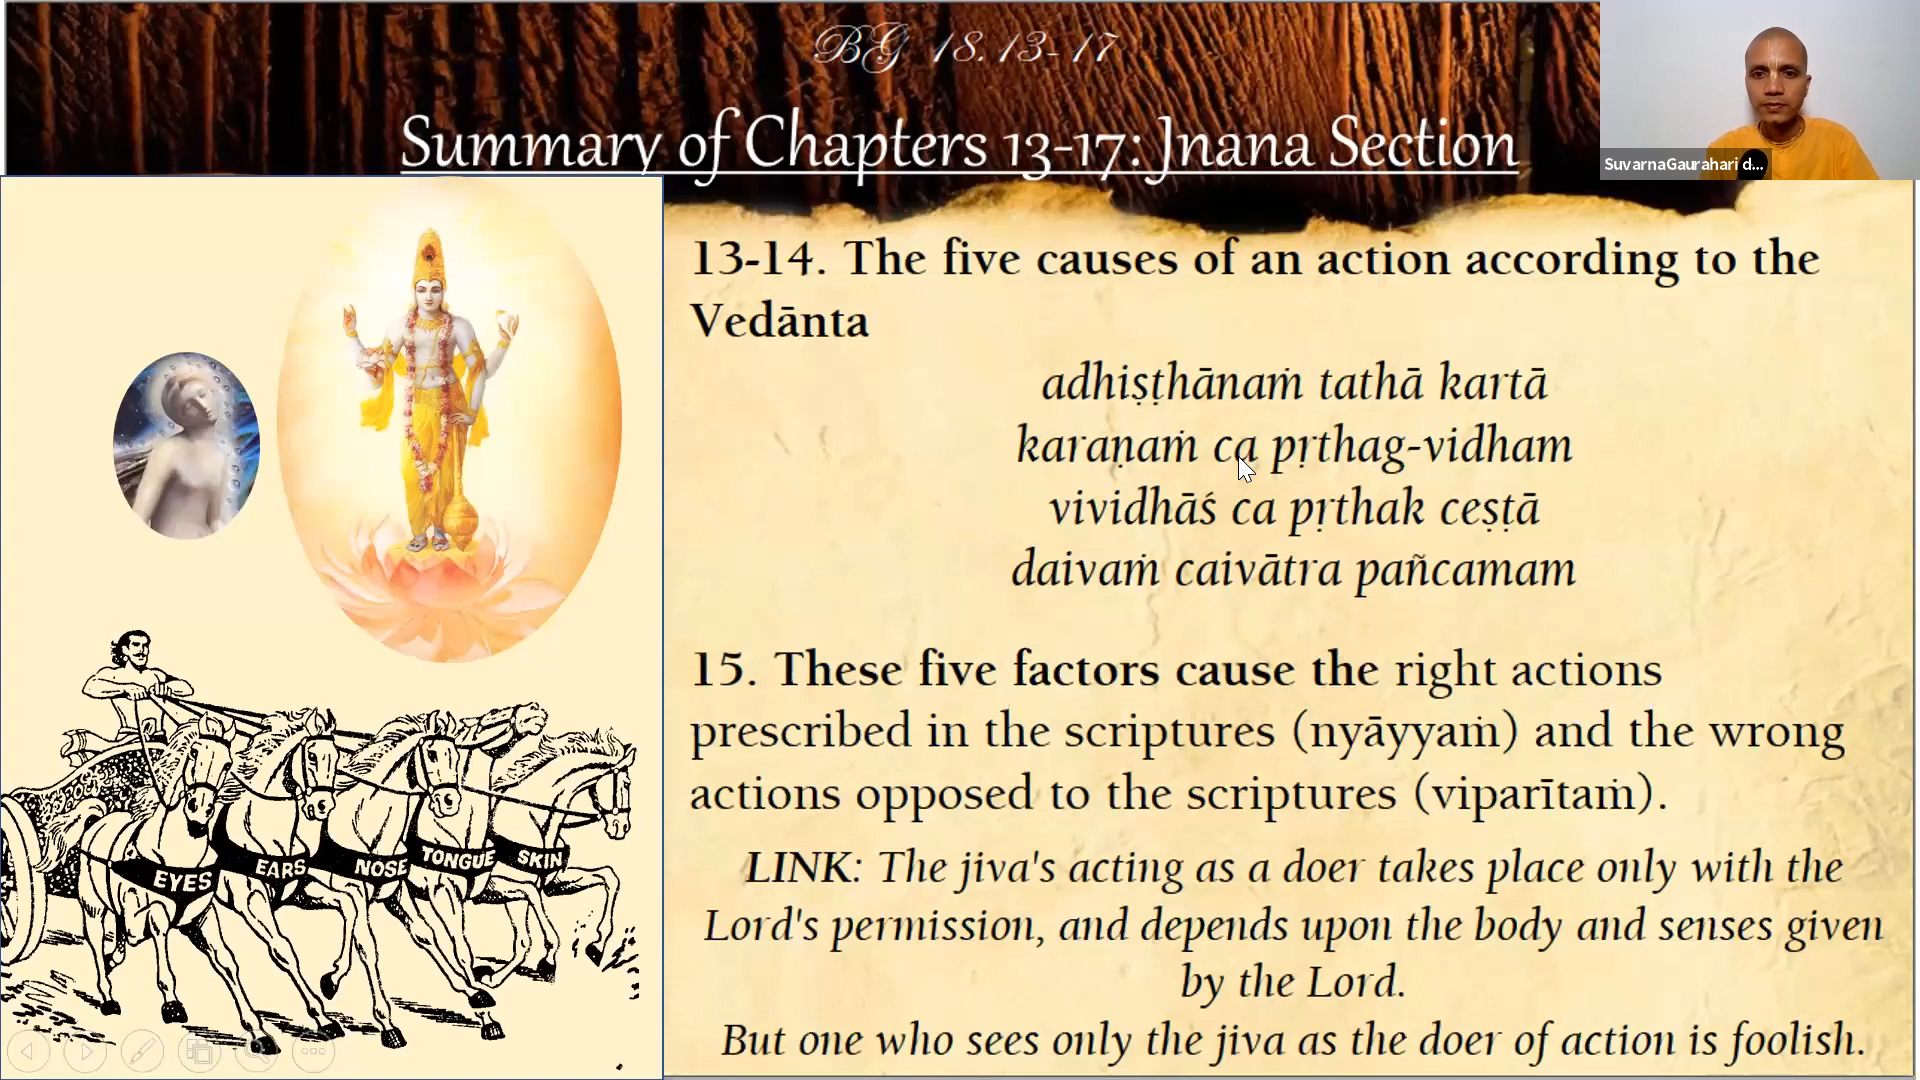 BG 18.13-17
Summary of Chapters 13-17: Jnana Section
SuvarnaGaurahari d...
13-14. The five causes of an action according to the
Vedānta
adhiṣṭhānaṁ tathā kartā
karaṇaṁ ca pṛthag-vidham
vividhāś ca pṛthak ceṣṭā
daivaṁ caivātra pañcamam
15. These five factors cause the right actions
prescribed in the scriptures (nyāyyaṁ) and the wrong
actions opposed to the scriptures (viparītaṁ).
LINK: The jiva's acting as a doer takes place only with the
Lord's permission, and depends upon the body and senses given
by the Lord.
But one who sees only the jiva as the doer of action is foolish.
EYES
EARS
NOSE
TONGUE
SKIN